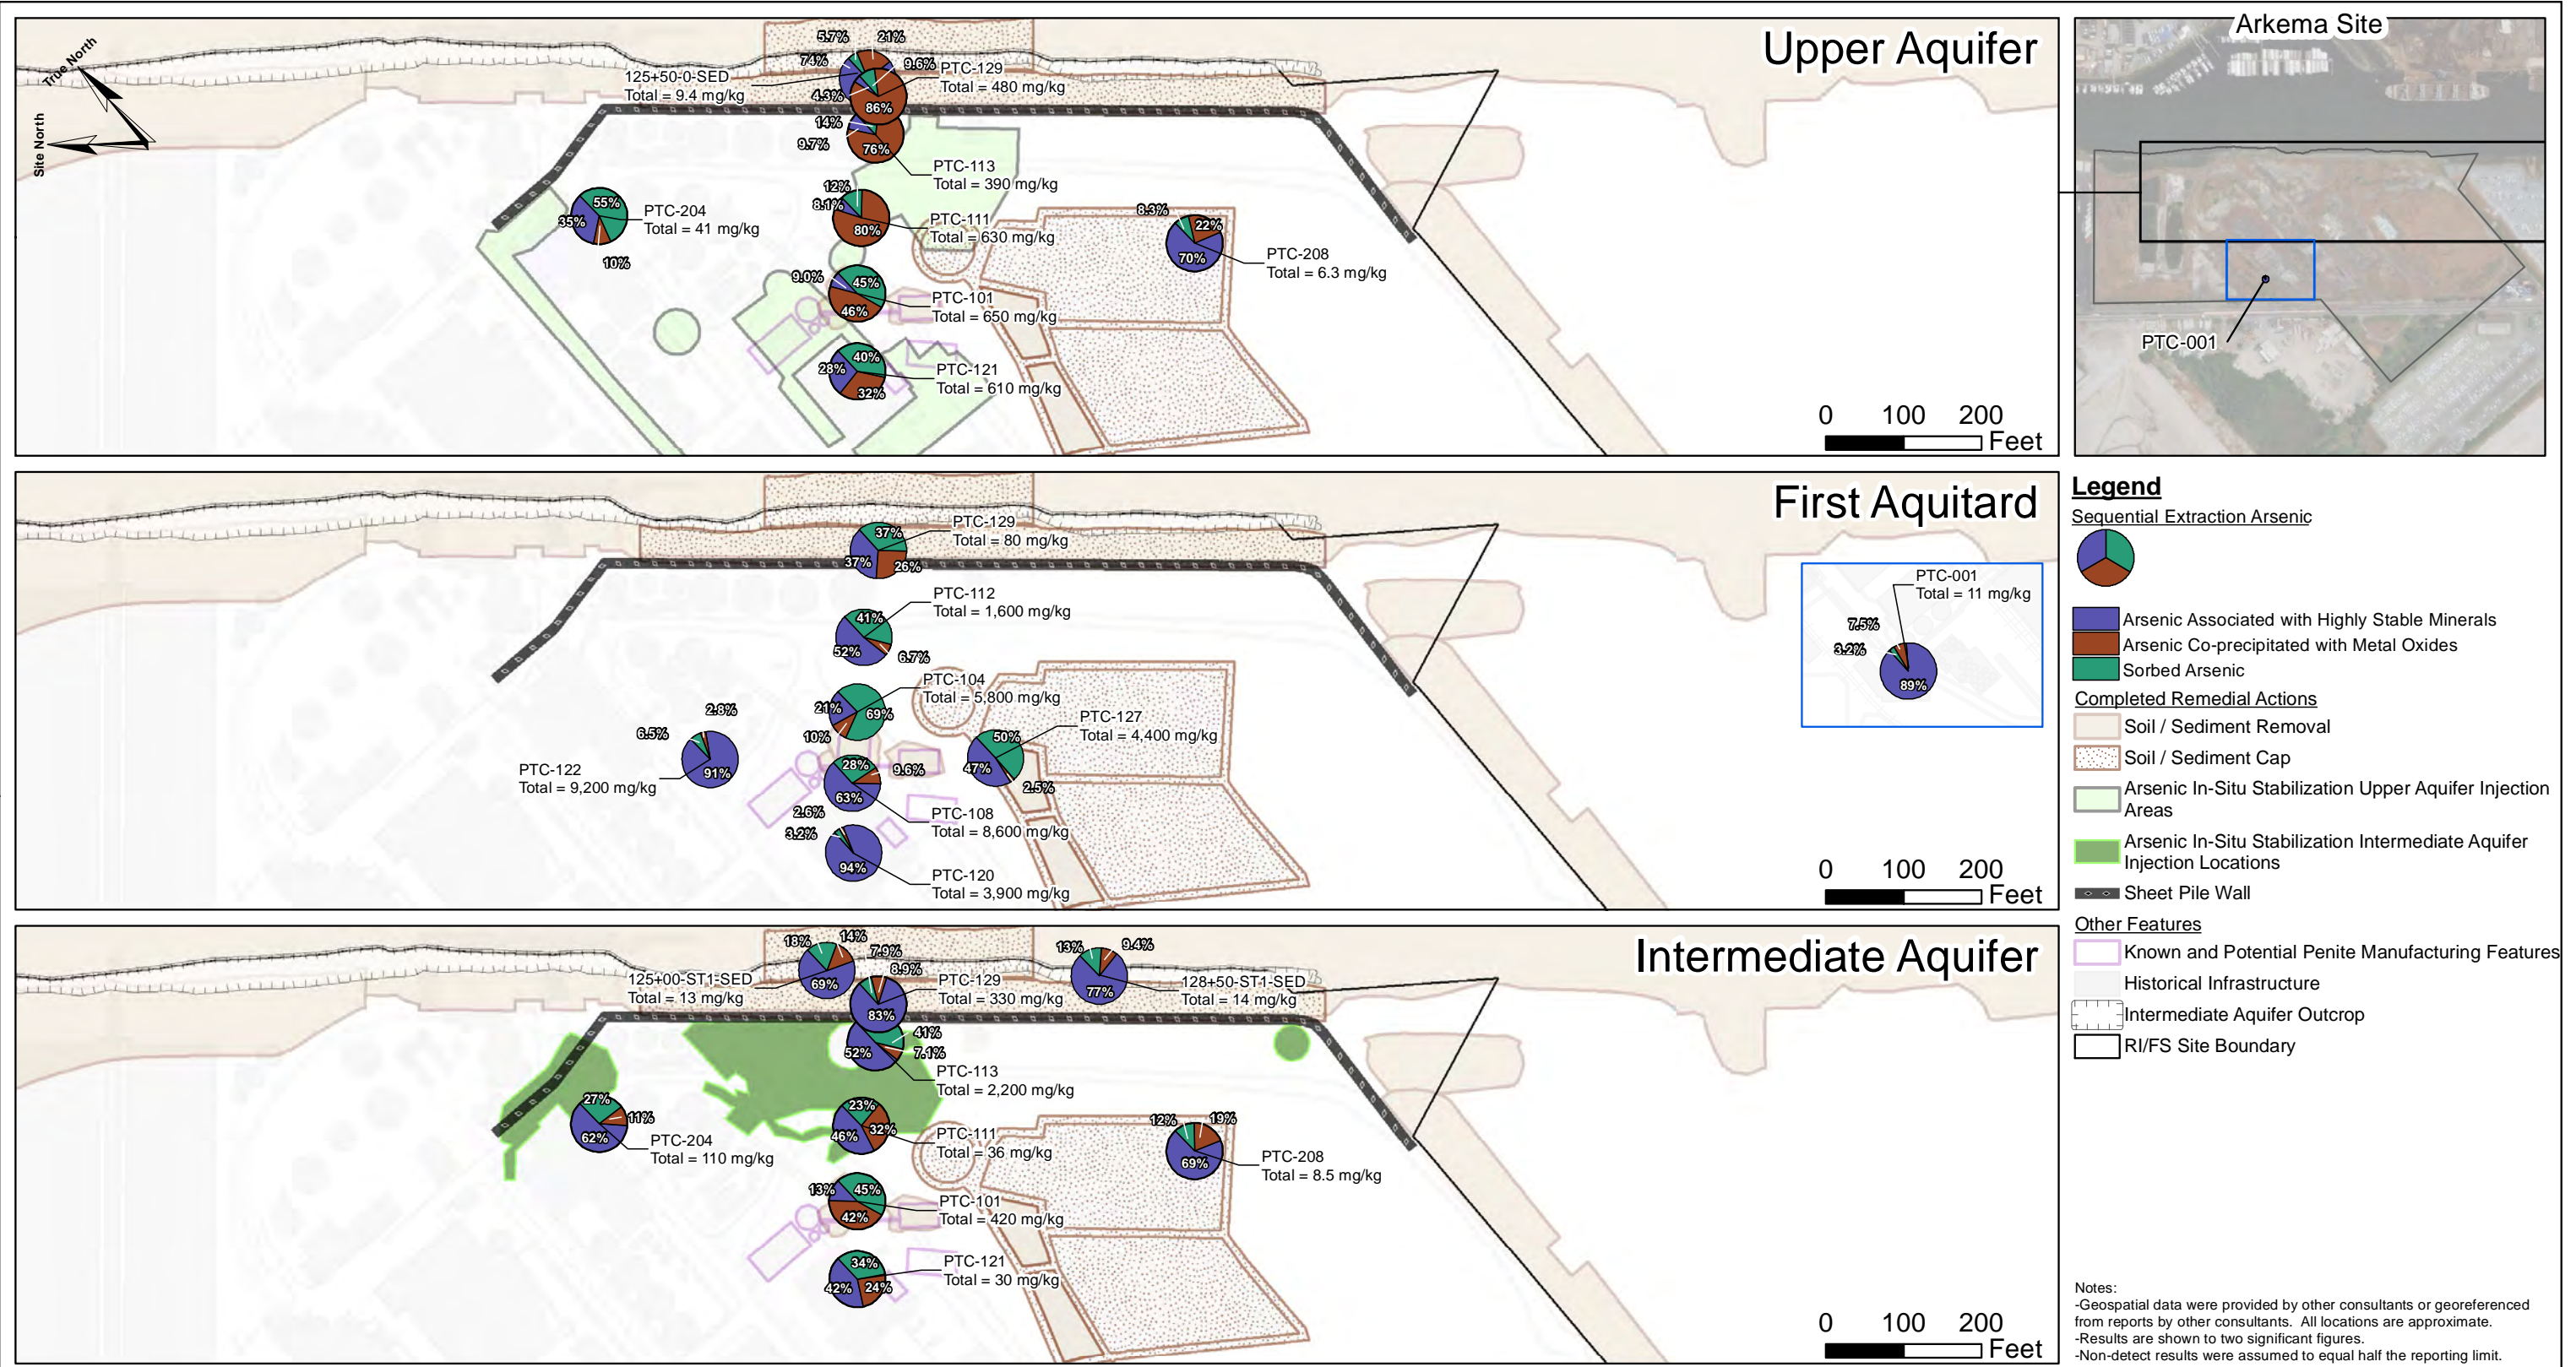 Upper Aquifer
True North
Site North
5.7%
21%
74%
9.6%
4.3%
86%
125+50-0-SED
Total = 9.4 mg/kg
PTC-129
Total = 480 mg/kg
14%
9.7%
76%
PTC-113
Total = 390 mg/kg
12%
8.1%
80%
PTC-111
Total = 630 mg/kg
55%
35%
10%
PTC-204
Total = 41 mg/kg
8.3%
22%
70%
PTC-208
Total = 6.3 mg/kg
9.0%
45%
46%
PTC-101
Total = 650 mg/kg
40%
28%
32%
PTC-121
Total = 610 mg/kg
0 100 200
Feet
Arkema Site
PTC-001
First Aquitard
37%
37%
26%
PTC-129
Total = 80 mg/kg
41%
52%
6.7%
PTC-112
Total = 1,600 mg/kg
21%
69%
10%
PTC-104
Total = 5,800 mg/kg
2.8%
6.5%
91%
PTC-122
Total = 9,200 mg/kg
50%
47%
2.5%
PTC-127
Total = 4,400 mg/kg
28%
9.6%
63%
PTC-108
Total = 8,600 mg/kg
2.6%
3.2%
94%
PTC-120
Total = 3,900 mg/kg
PTC-001
Total = 11 mg/kg
7.5%
3.2%
89%
0 100 200
Feet
Intermediate Aquifer
18%
14%
69%
125+00-ST1-SED
Total = 13 mg/kg
7.9%
8.9%
83%
PTC-129
Total = 330 mg/kg
13%
9.4%
77%
128+50-ST1-SED
Total = 14 mg/kg
41%
52%
7.1%
PTC-113
Total = 2,200 mg/kg
27%
11%
62%
PTC-204
Total = 110 mg/kg
23%
46%
32%
PTC-111
Total = 36 mg/kg
12%
19%
69%
PTC-208
Total = 8.5 mg/kg
13%
45%
42%
PTC-101
Total = 420 mg/kg
34%
42%
24%
PTC-121
Total = 30 mg/kg
0 100 200
Feet
Legend
Sequential Extraction Arsenic
Arsenic Associated with Highly Stable Minerals
Arsenic Co-precipitated with Metal Oxides
Sorbed Arsenic
Completed Remedial Actions
Soil / Sediment Removal
Soil / Sediment Cap
Arsenic In-Situ Stabilization Upper Aquifer Injection
Areas
Arsenic In-Situ Stabilization Intermediate Aquifer
Injection Locations
Sheet Pile Wall
Other Features
Known and Potential Penite Manufacturing Features
Historical Infrastructure
Intermediate Aquifer Outcrop
RI/FS Site Boundary
Notes:
-Geospatial data were provided by other consultants or georeferenced
from reports by other consultants. All locations are approximate.
-Results are shown to two significant figures.
-Non-detect results were assumed to equal half the reporting limit.